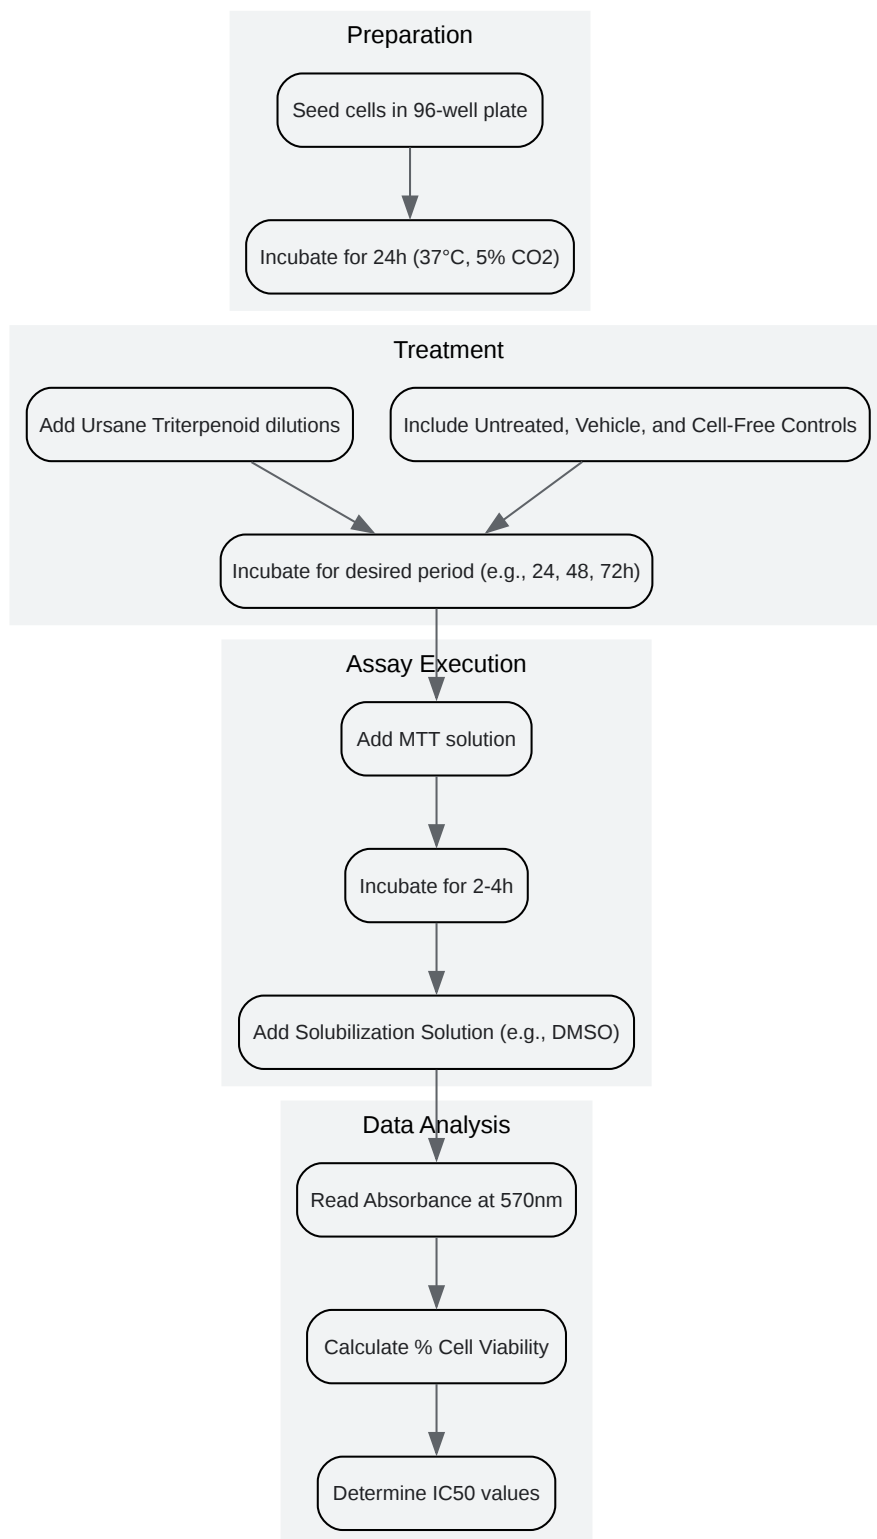 Preparation
Seed cells in 96-well plate
Incubate for 24h (37°C, 5% CO2)
Treatment
Add Ursane Triterpenoid dilutions
Include Untreated, Vehicle, and Cell-Free Controls
Incubate for desired period (e.g., 24, 48, 72h)
Assay Execution
Add MTT solution
Incubate for 2-4h
Add Solubilization Solution (e.g., DMSO)
Data Analysis
Read Absorbance at 570nm
Calculate % Cell Viability
Determine IC50 values